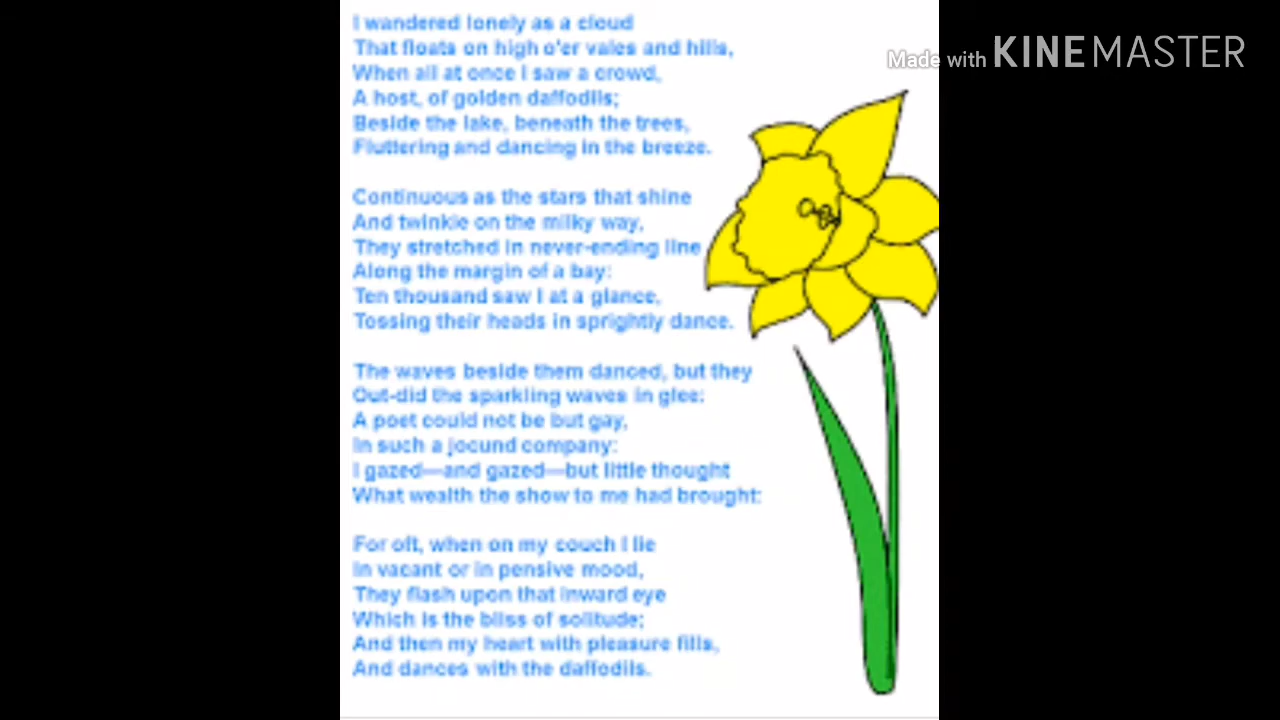 I wandered lonely as a cloud
That floats on high o'er vales and hills,
When all at once I saw a crowd,
A host, of golden daffodils;
Beside the lake, beneath the trees,
Fluttering and dancing in the breeze.
Continuous as the stars that shine
And twinkle on the milky way,
They stretched in never-ending line
Along the margin of a bay:
Ten thousand saw I at a glance,
Tossing their heads in sprightly dance.
The waves beside them danced, but they
Out-did the sparkling waves in glee:
A poet could not be but gay,
In such a jocund company:
I gazed—and gazed—but little thought
What wealth the show to me had brought:
For oft, when on my couch I lie
In vacant or in pensive mood,
They flash upon that inward eye
Which is the bliss of solitude;
And then my heart with pleasure fills,
And dances with the daffodils.
Made with KINEMASTER